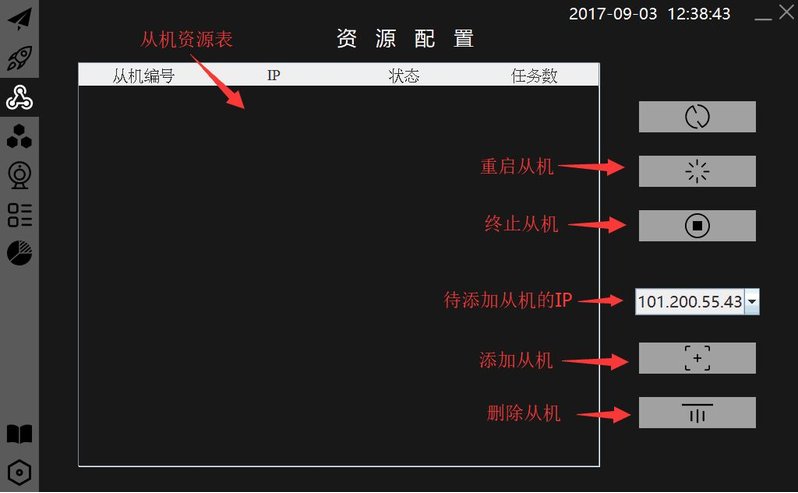 2017-09-03 12:38:43
从机资源表
资 源 配 置
从机编号 IP 状态 任务数
重启从机
终止从机
待添加从机的IP
101.200.55.43
添加从机
删除从机